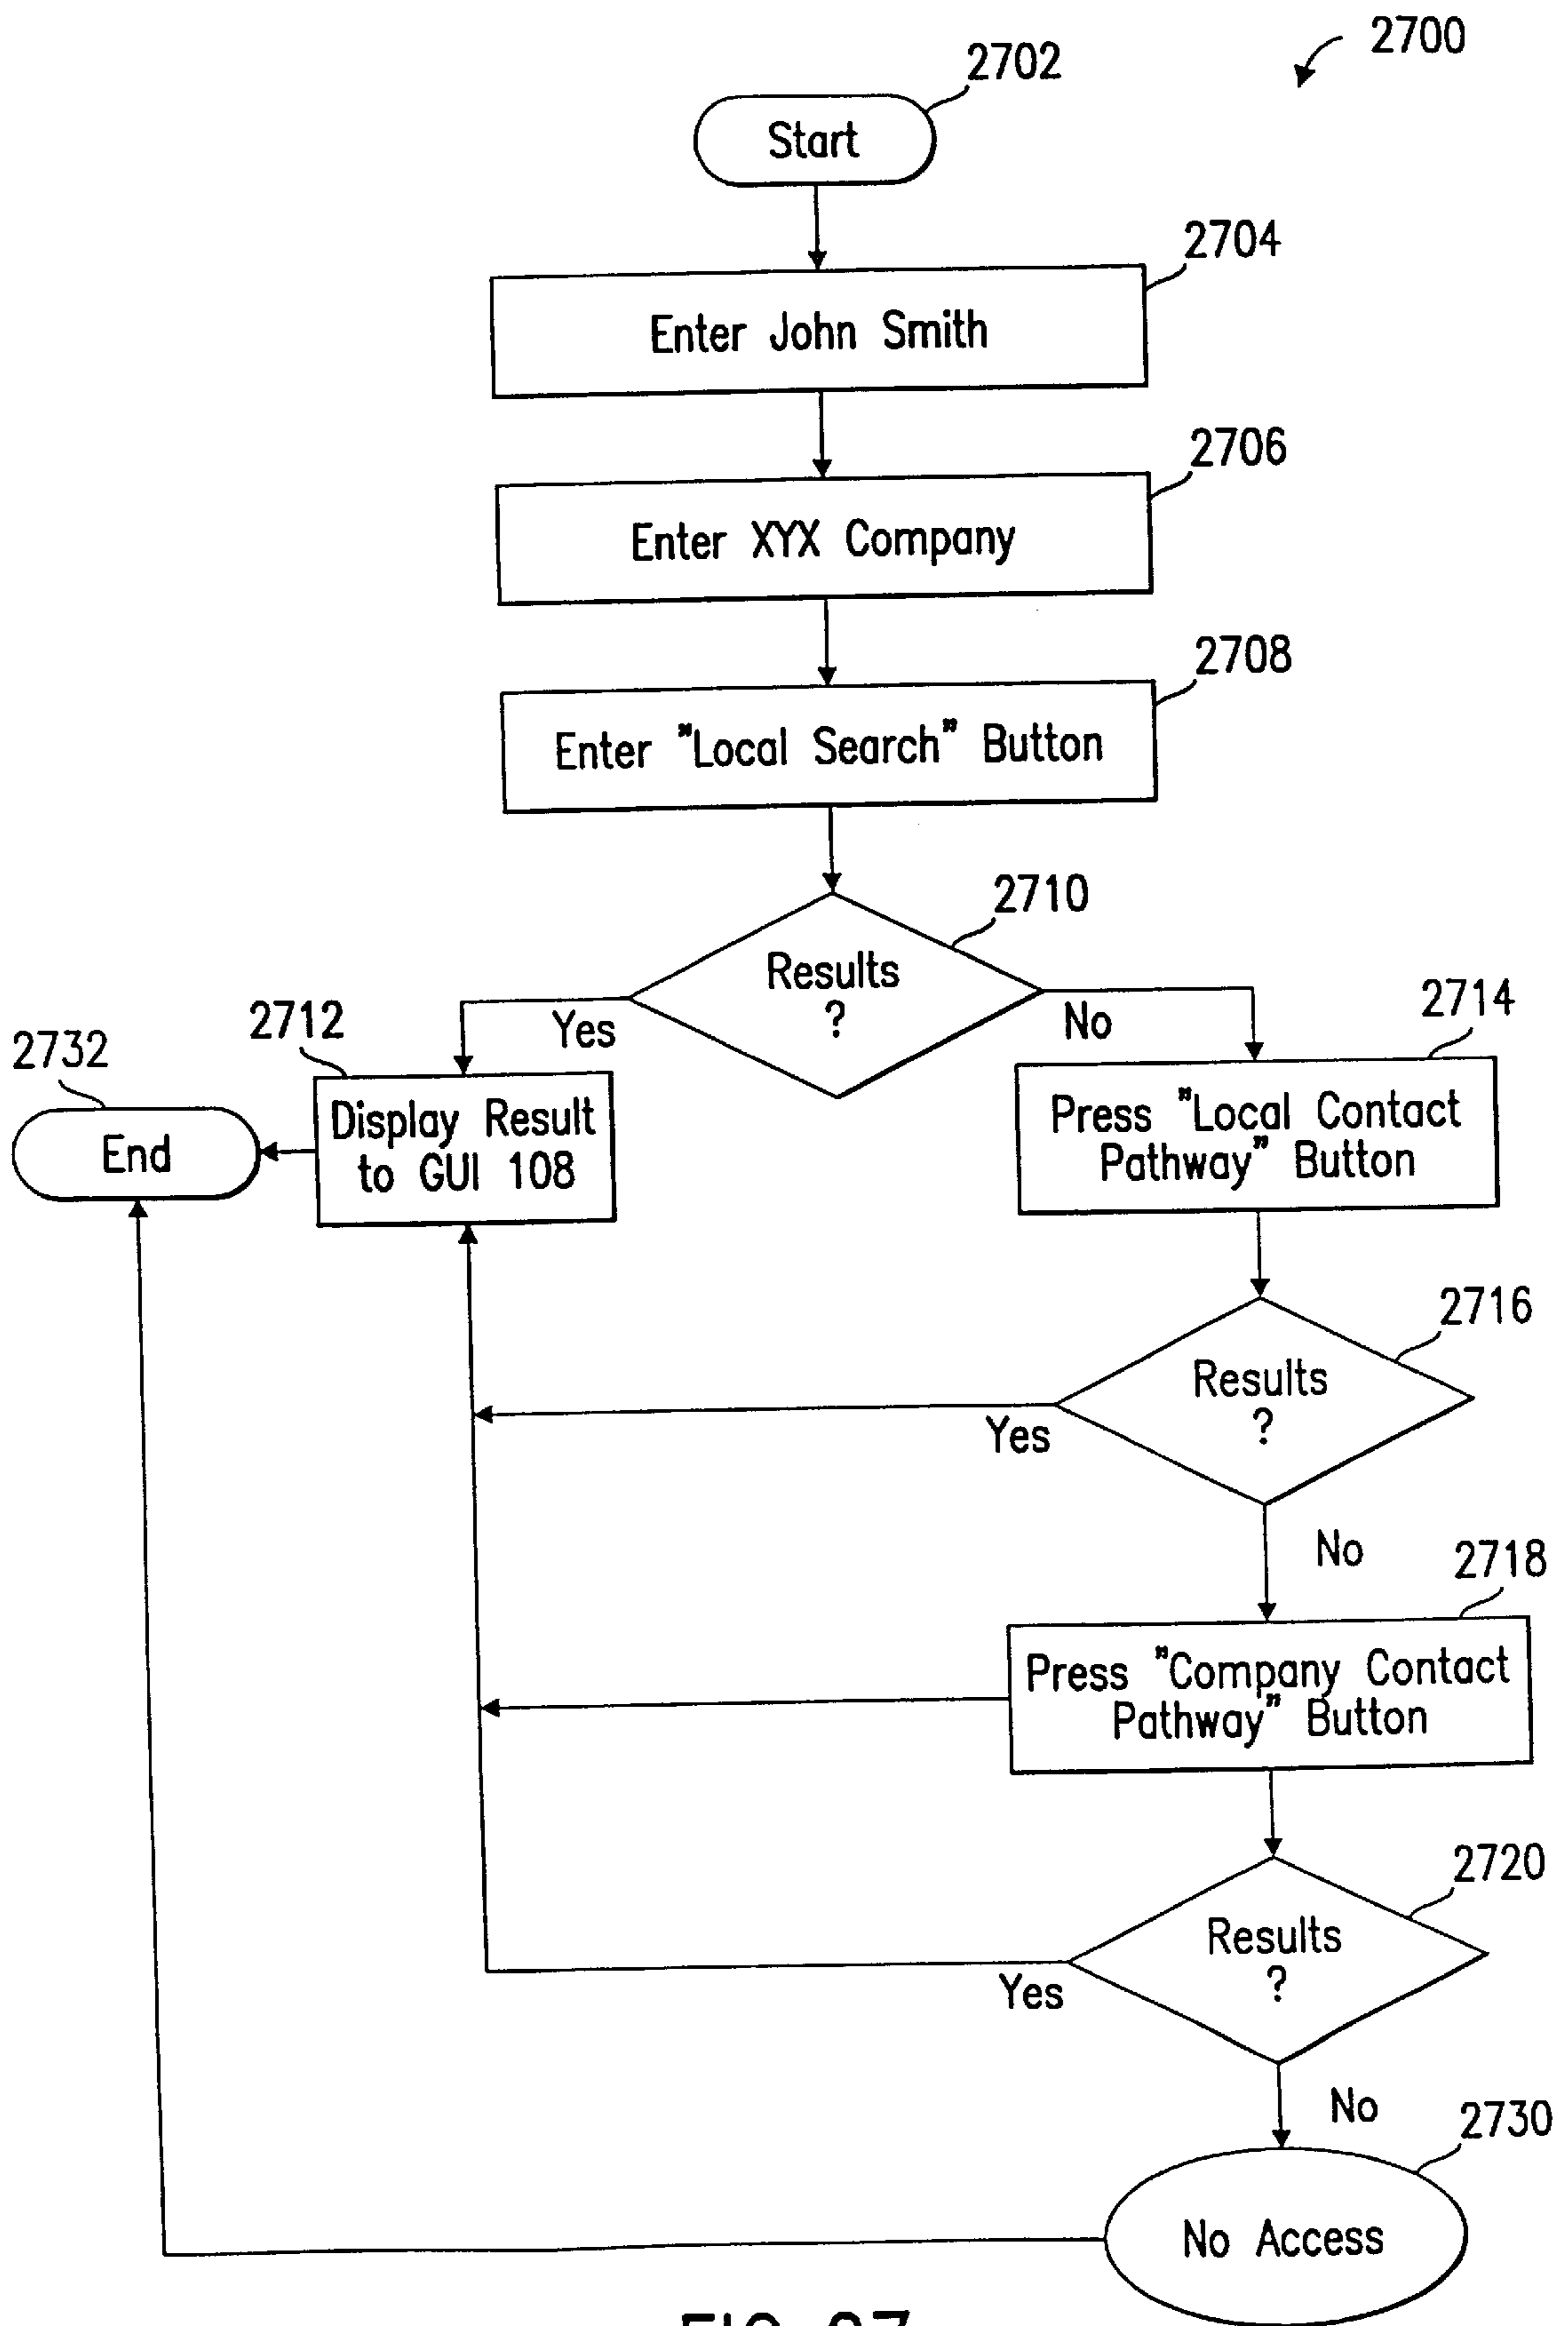 2700
2702
Start
2704
Enter John Smith
2706
Enter XYX Company
2708
Enter "Local Search" Button
2710
Results
?
Yes
No
2712
Display Result
to GUI 108
2732
End
2714
Press "Local Contact
Pathway" Button
2716
Results
?
Yes
No
2718
Press "Company Contact
Pathway" Button
2720
Results
?
Yes
No
2730
No Access